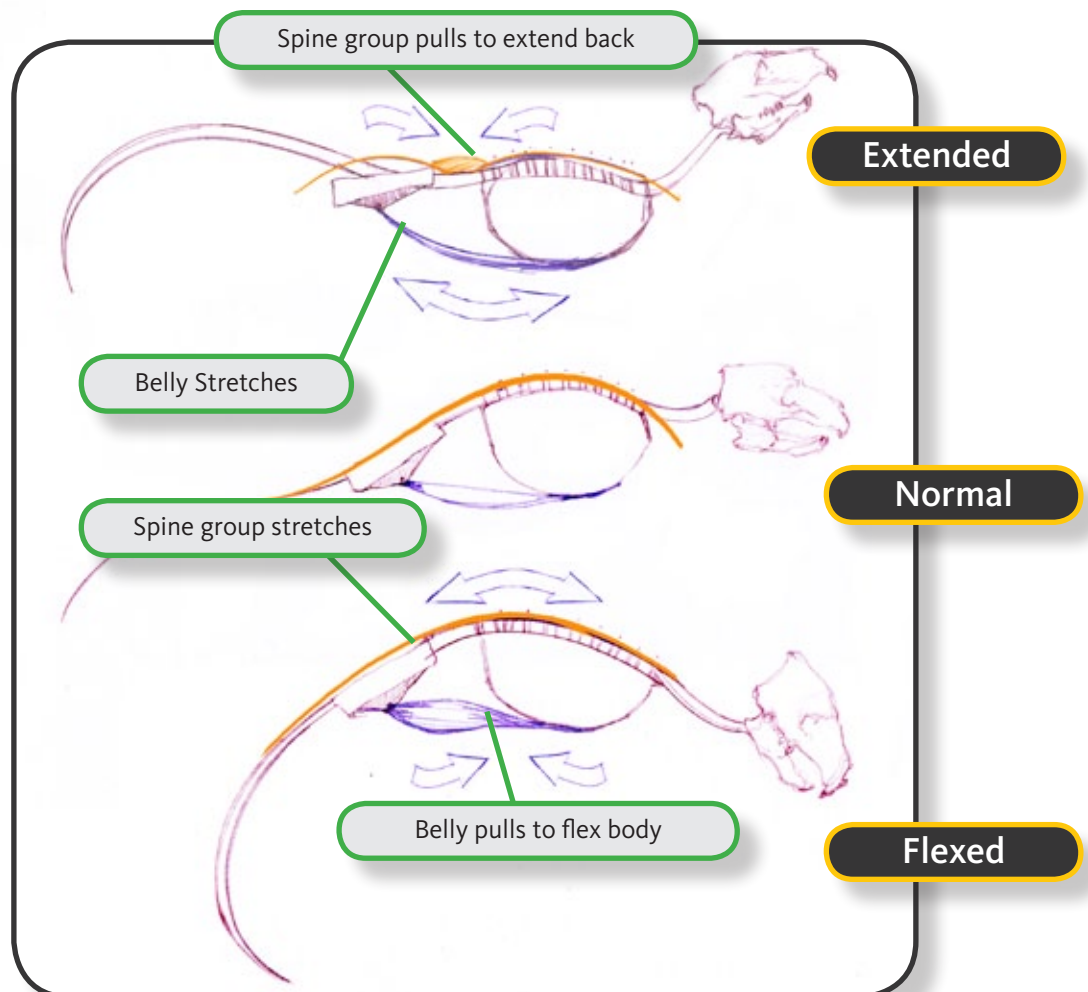 Spine group pulls to extend back
Extended
Belly Stretches
Normal
Spine group stretches
Belly pulls to flex body
Flexed